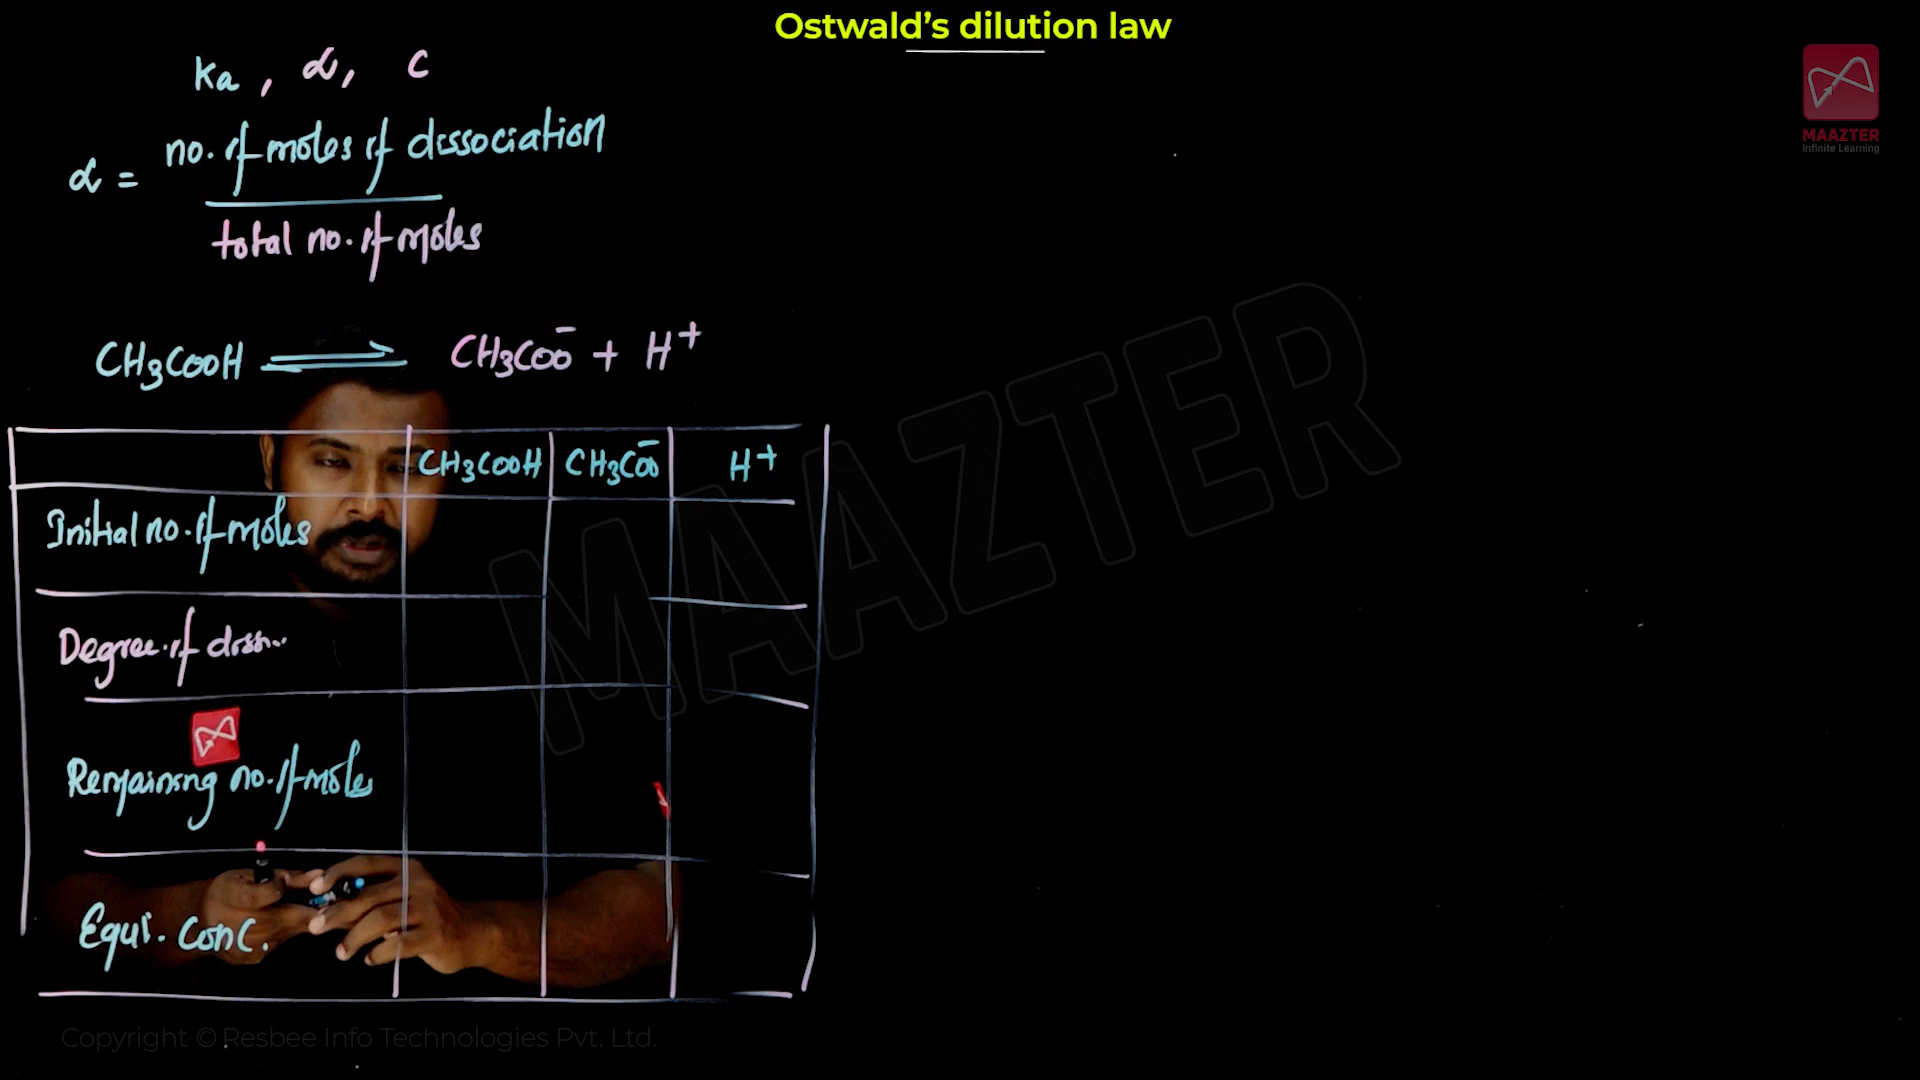 Ostwald's dilution law
Ka, α, C
MAAZTER
Infinite Learning
α = no. of moles of dissociation
total no. of moles
CH₃COOH ⇌ CH₃COO⁻ + H⁺
CH₃COOH CH₃COO⁻ H⁺
Initial no. of moles
Degree of disso..
Remaining no. of moles
Equi. Conc.
MAAZTER
Copyright © Resbee Info Technologies Pvt. Ltd.